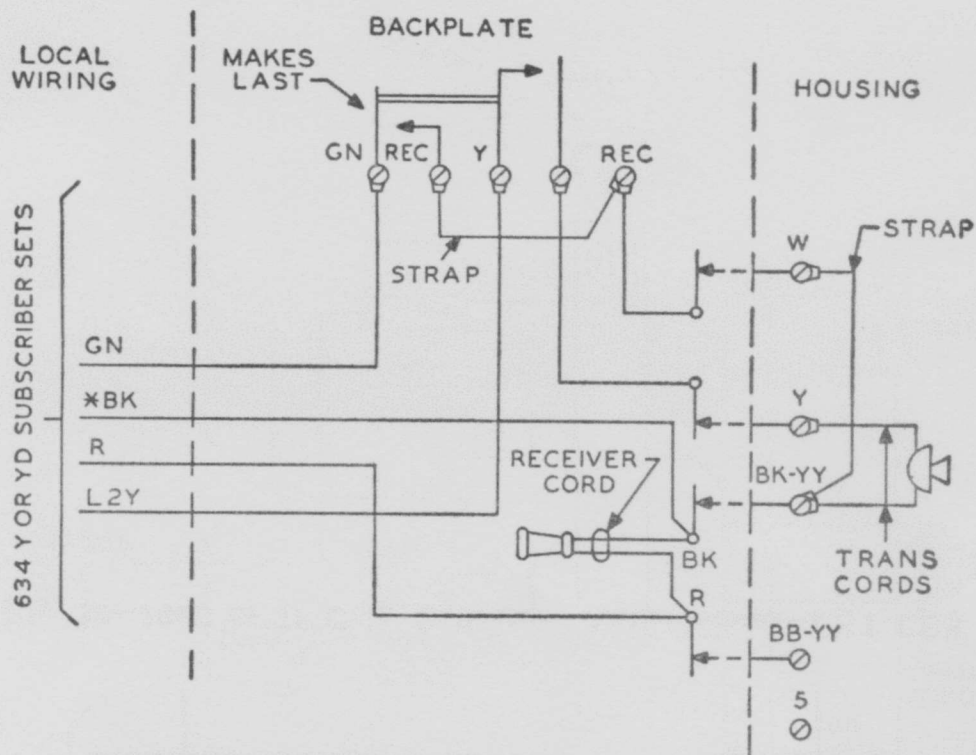 BACKPLATE
LOCAL
WIRING
MAKES
LAST
HOUSING
GN
REC
Y
REC
W
STRAP
STRAP
634 Y OR YD SUBSCRIBER SETS
GN
*BK
Y
R
RECEIVER
CORD
BK-YY
L2Y
BK
TRANS
CORDS
R
BB-YY
5